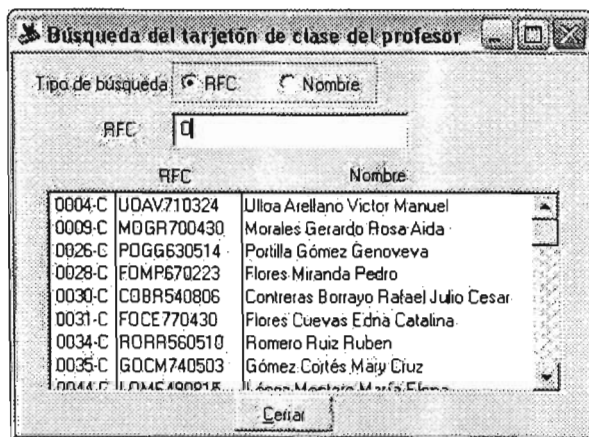 Búsqueda del tarjetón de clase del profesor
Tipo de búsqueda RFC Nombre
RFC 0
RFC Nombre
0004-C UOAV710324 Ulloa Arellano Victor Manuel
0009-C MOGR700430 Morales Gerardo Rosa Aida
0026-C POGG630514 Portilla Gómez Genoveva
0028-C FOMP670223 Flores Miranda Pedro
0030-C COBR540806 Contreras Borrayo Rafael Julio Cesar
0031-C FOCE770430 Flores Cuevas Edna Catalina
0034-C RORR560510 Romero Ruiz Ruben
0035-C GOCM740503 Gómez Cortés Mary Cruz
0044-C María Elena
Cerrar